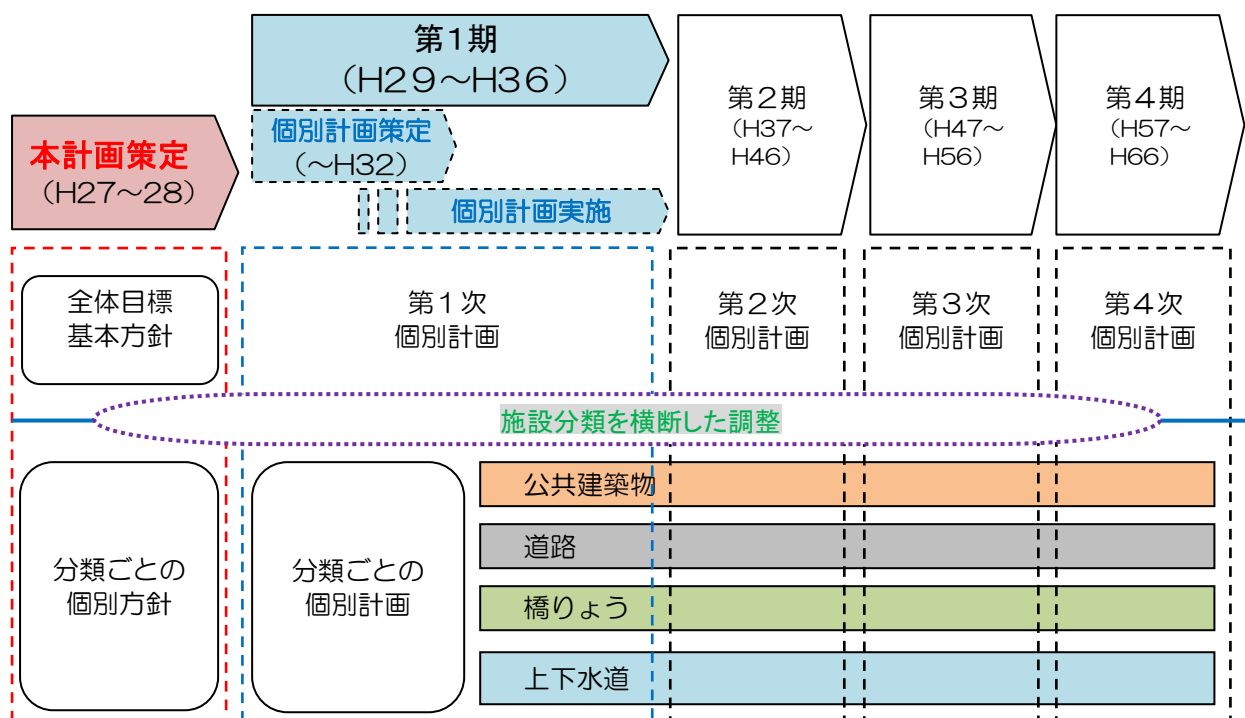 第1期
(H29～H36)
第2期
(H37～
H46)
第3期
(H47～
H56)
第4期
(H57～
H66)
本計画策定
(H27～28)
個別計画策定
(～H32)
個別計画実施
全体目標
基本方針
第1次
個別計画
第2次
個別計画
第3次
個別計画
第4次
個別計画
施設分類を横断した調整
分類ごとの
個別方針
分類ごとの
個別計画
公共建築物
道路
橋りょう
上下水道